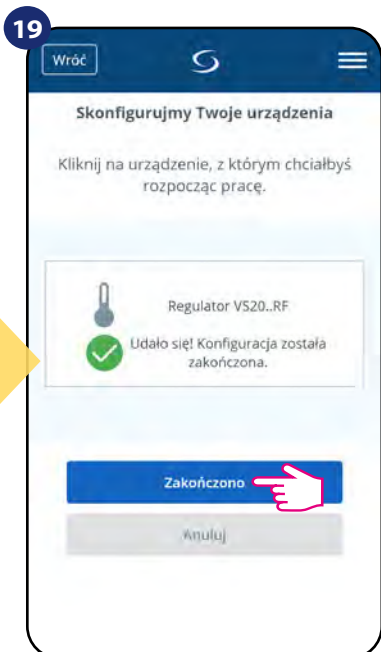 19
Wróć
Skonfigurujmy Twoje urządzenia
Kliknij na urządzenie, z którym chciałbyś
rozpocząc pracę.
Regulator VS20..RF
Udało się! Konfiguracja została
zakończona.
Zakończono
Anuluj